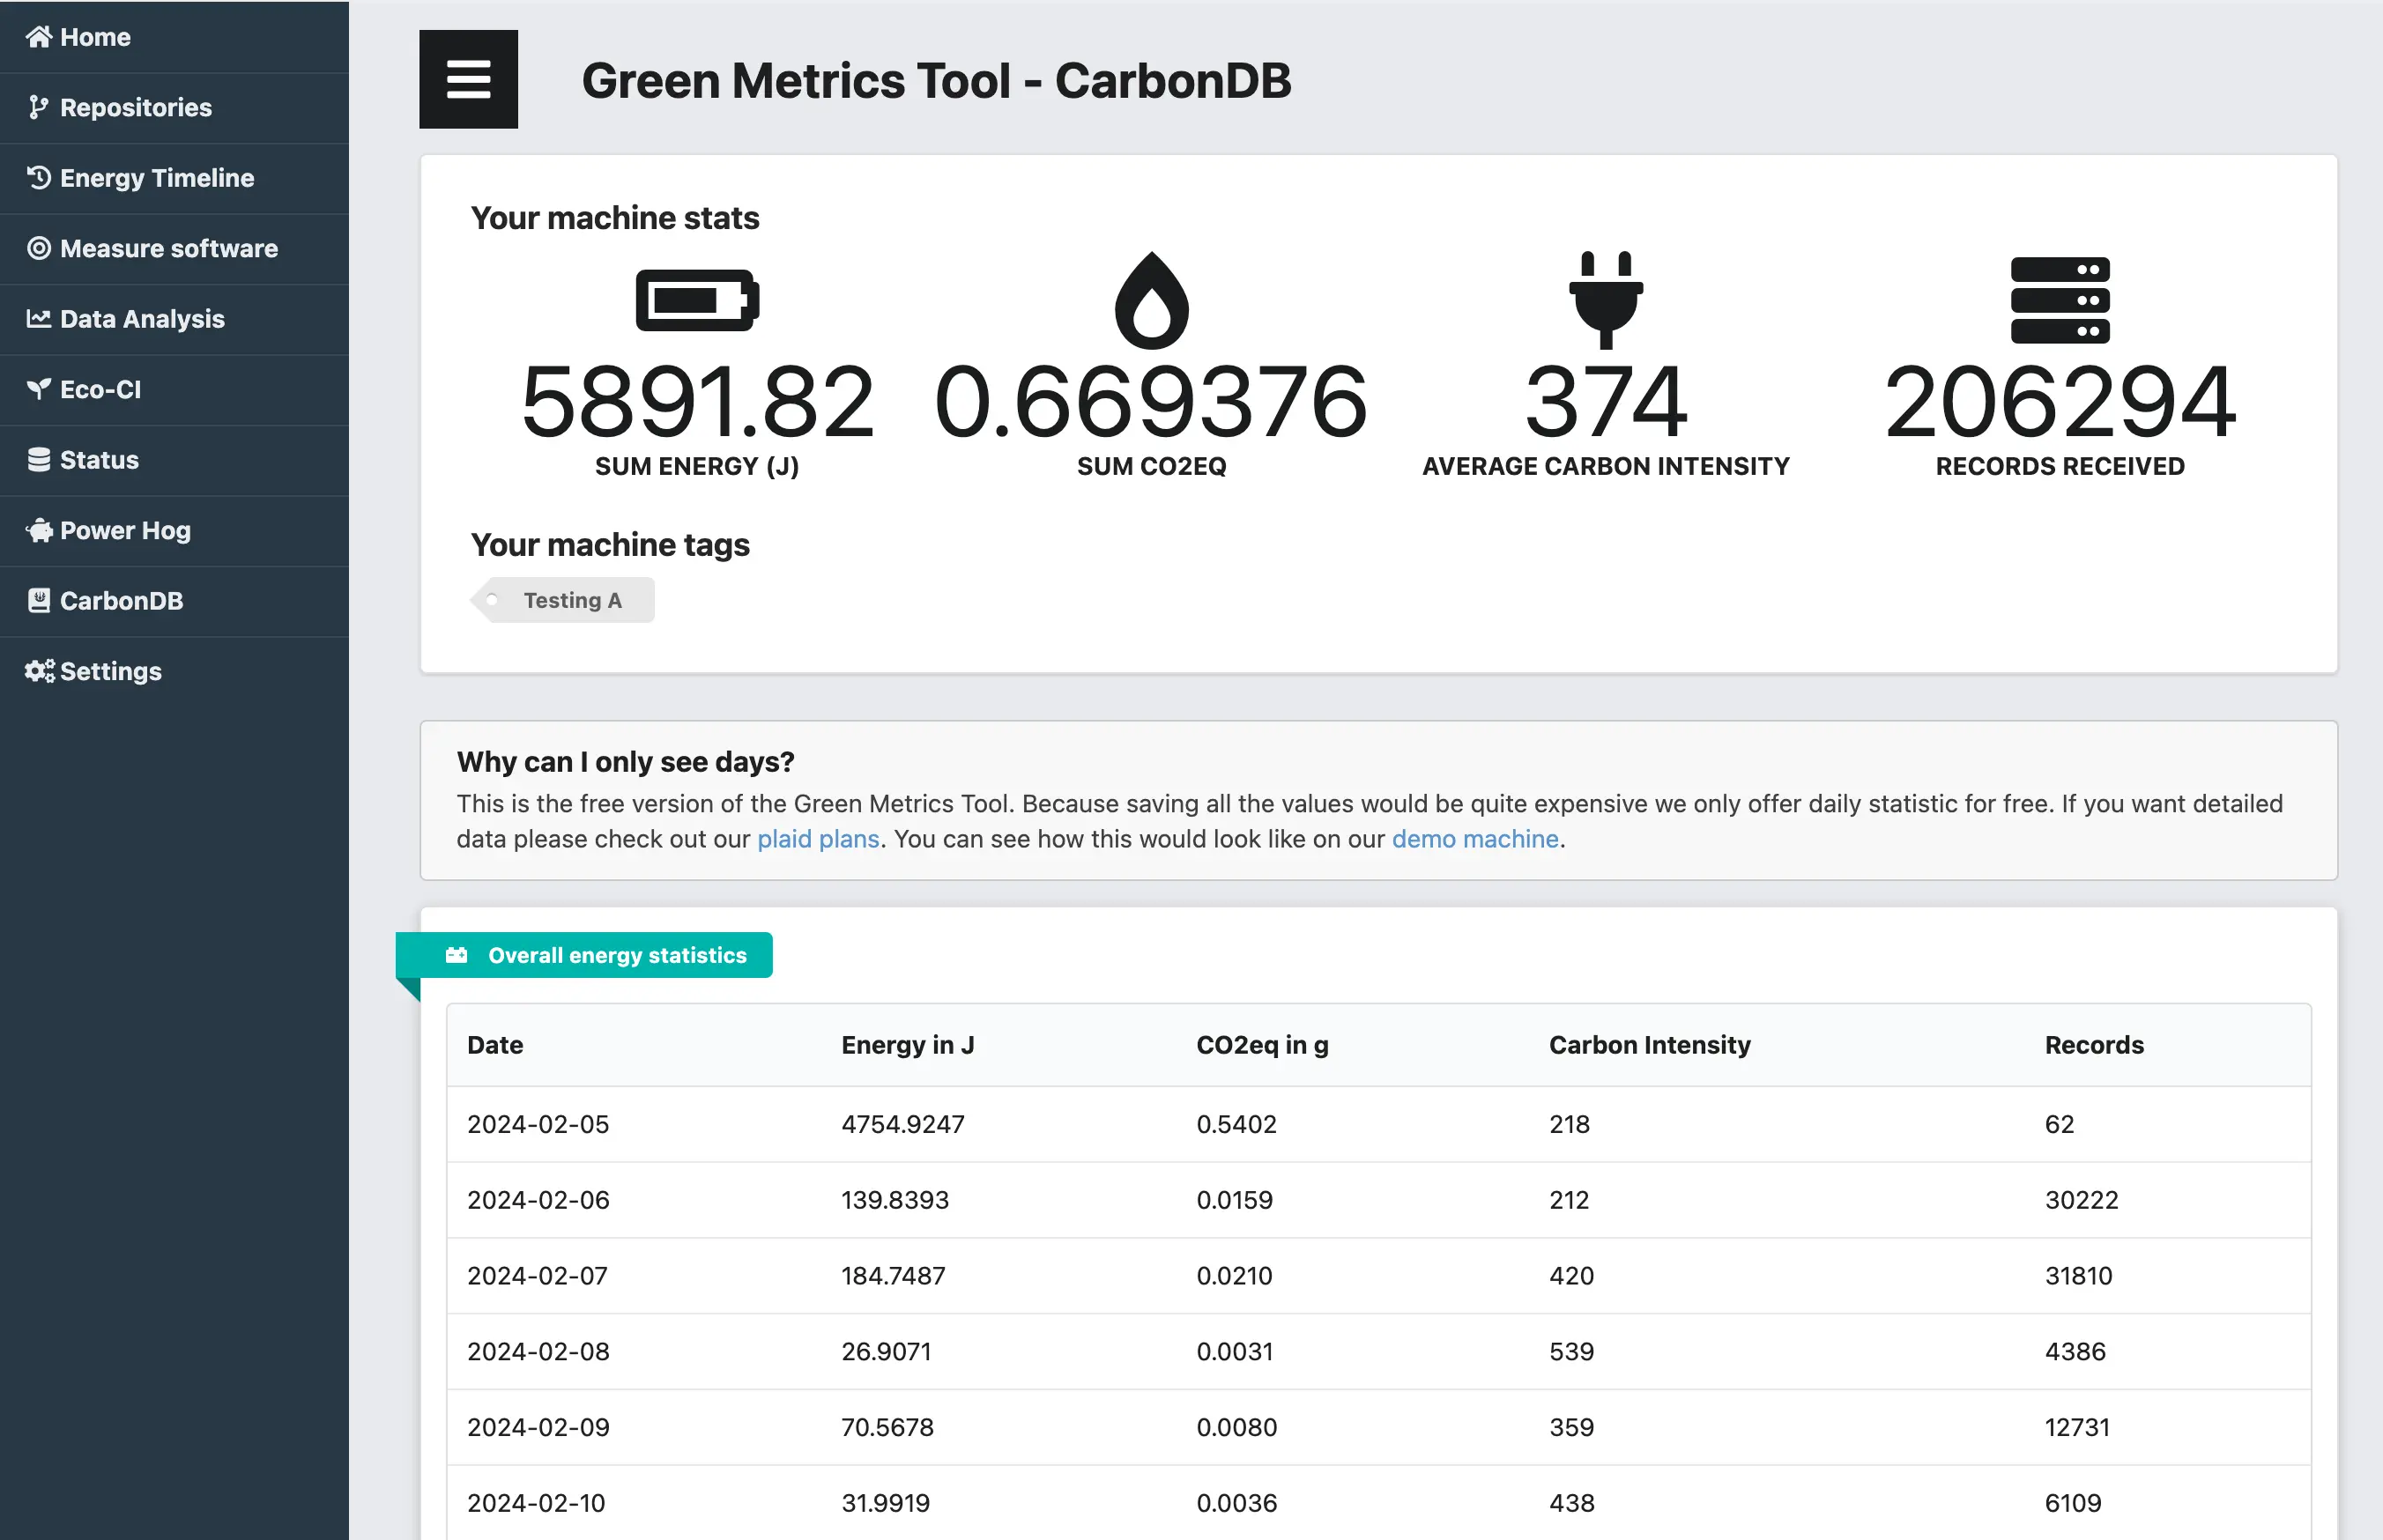 Home
Repositories
Energy Timeline
Measure software
Data Analysis
Eco-CI
Status
Power Hog
CarbonDB
Settings
Green Metrics Tool - CarbonDB
Your machine stats
5891.82 0.669376 374 206294
SUM ENERGY (J) SUM CO2EQ AVERAGE CARBON INTENSITY RECORDS RECEIVED
Your machine tags
Testing A
Why can I only see days?
This is the free version of the Green Metrics Tool. Because saving all the values would be quite expensive we only offer daily statistic for free. If you want detailed
data please check out our plaid plans. You can see how this would look like on our demo machine.
Overall energy statistics
Date Energy in J CO2eq in g Carbon Intensity Records
2024-02-05 4754.9247 0.5402 218 62
2024-02-06 139.8393 0.0159 212 30222
2024-02-07 184.7487 0.0210 420 31810
2024-02-08 26.9071 0.0031 539 4386
2024-02-09 70.5678 0.0080 359 12731
2024-02-10 31.9919 0.0036 438 6109